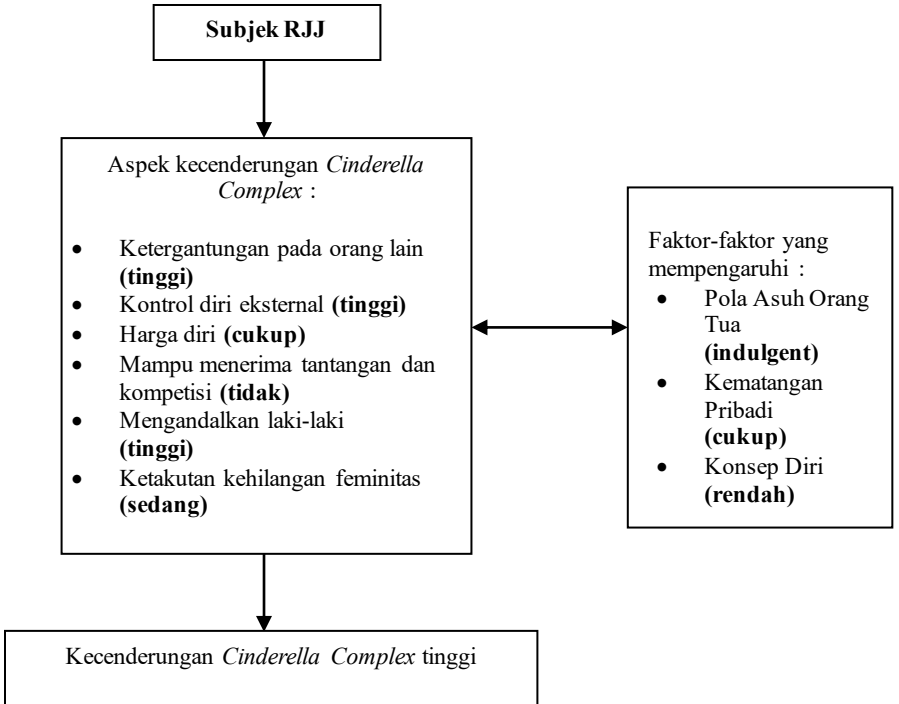 Subjek RJJ
Aspek kecenderungan Cinderella
Complex :
• Ketergantungan pada orang lain
(tinggi)
• Kontrol diri eksternal (tinggi)
• Harga diri (cukup)
• Mampu menerima tantangan dan
kompetisi (tidak)
• Mengandalkan laki-laki
(tinggi)
• Ketakutan kehilangan feminitas
(sedang)
Faktor-faktor yang
mempengaruhi :
• Pola Asuh Orang
Tua
(indulgent)
• Kematangan
Pribadi
(cukup)
• Konsep Diri
(rendah)
Kecenderungan Cinderella Complex tinggi